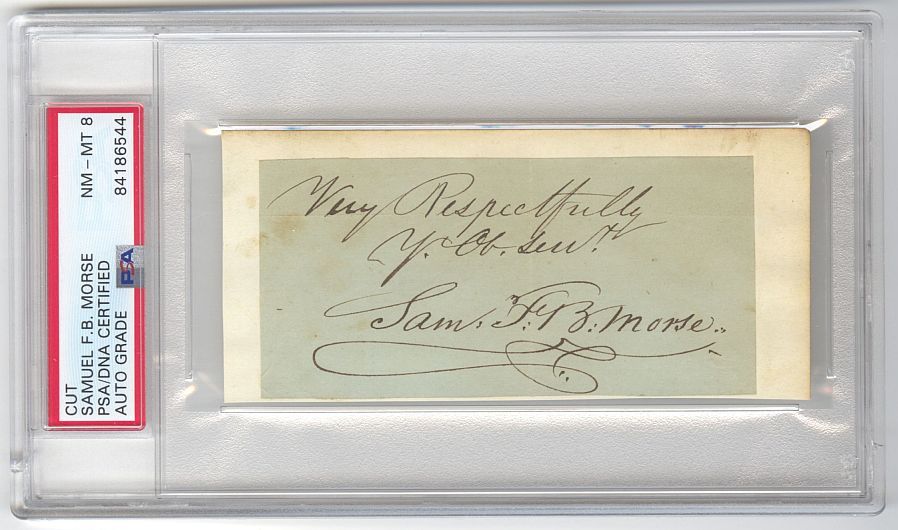 CUT
SAMUEL F.B. MORSE
PSA/DNA CERTIFIED
AUTO GRADE
NM – MT 8
84186544
PSA
Very Respectfully
Yr. Ob. Servt.
Sam. F. B. Morse.